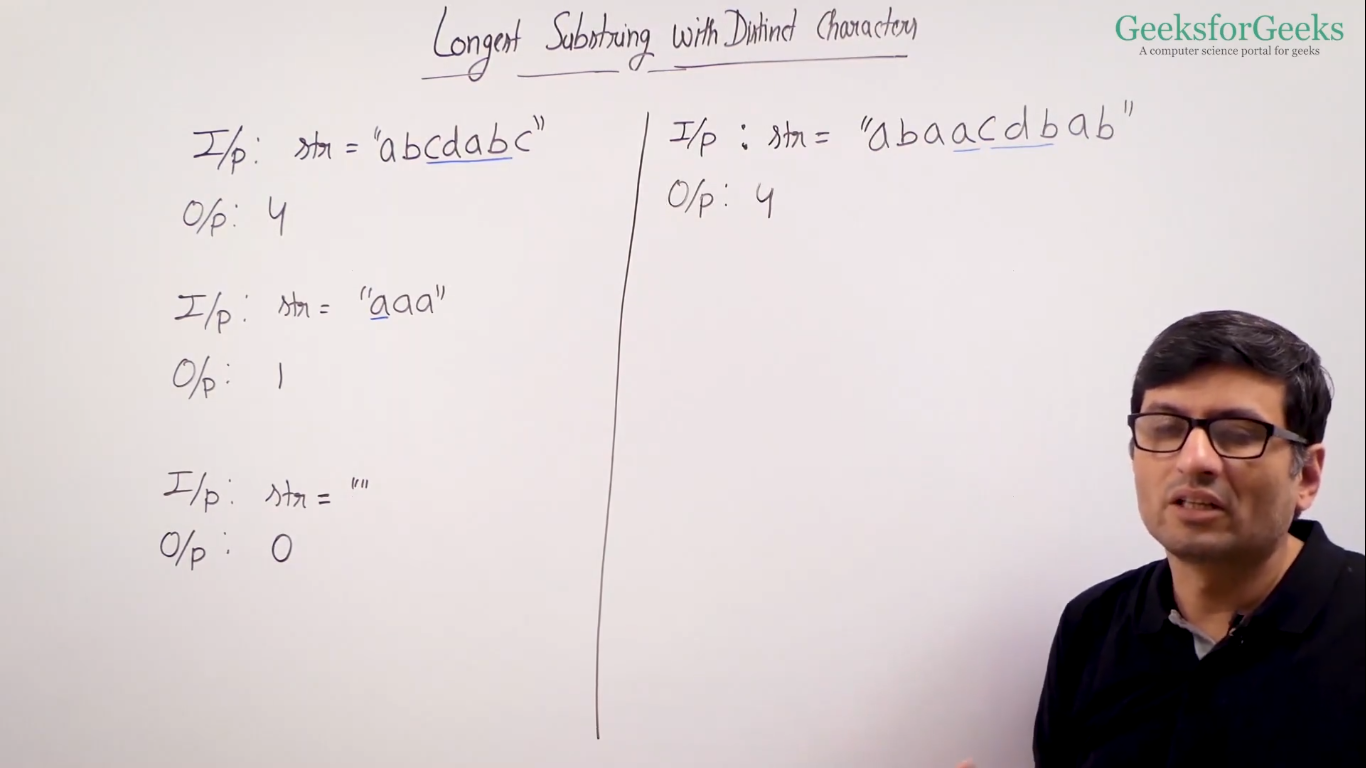 Longest Substring with Distinct Characters
GeeksforGeeks
A computer science portal for geeks
I/p: str = "abcdabc"
O/p: 4
I/p: str = "aaa"
O/p: 1
I/p: str = ""
O/p: 0
I/p: str = "abaacdbab"
O/p: 4